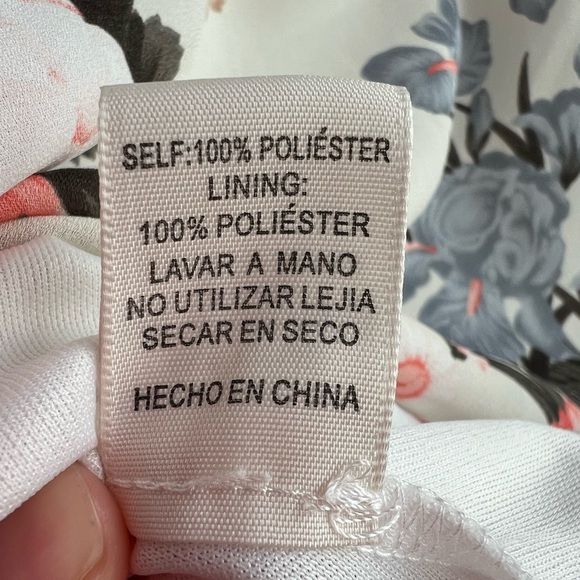 SELF:100% POLIÉSTER
LINING:
100% POLIÉSTER
LAVAR A MANO
NO UTILIZAR LEJIA
SECAR EN SECO
HECHO EN CHINA